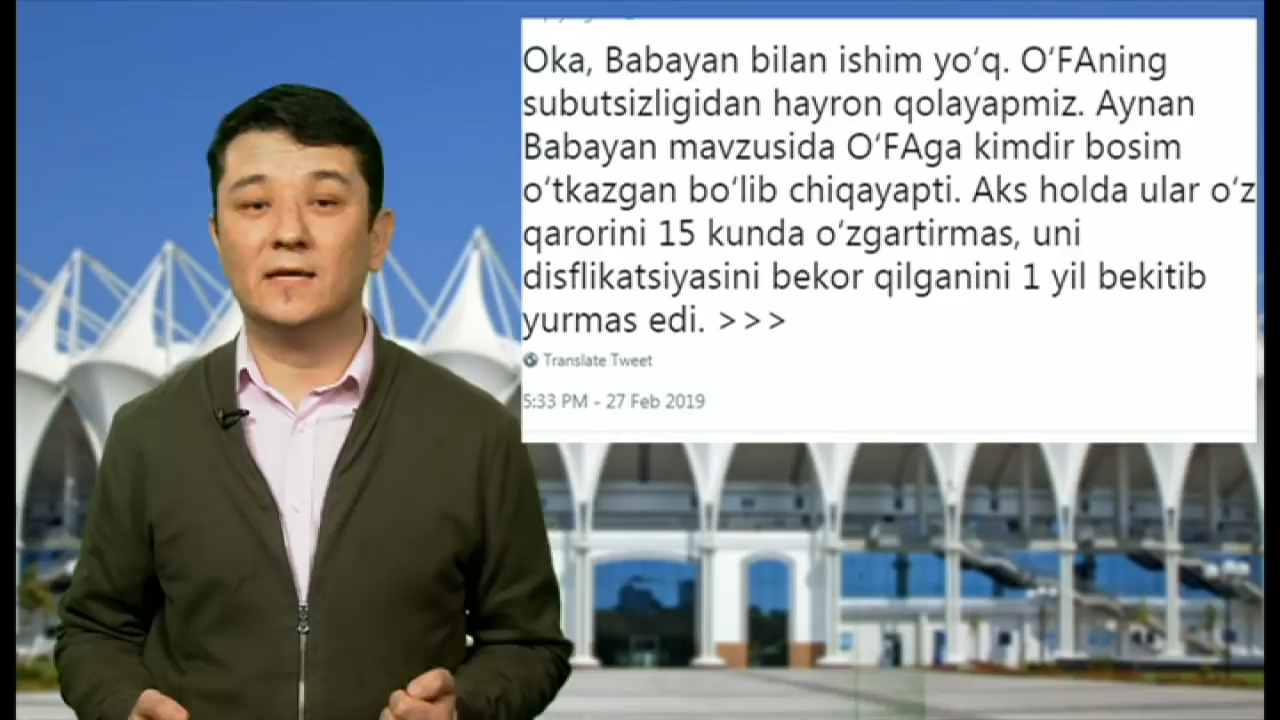 Oka, Babayan bilan ishim yo‘q. O‘FAning
subutsizligidan hayron qolayapmiz. Aynan
Babayan mavzusida O‘FAga kimdir bosim
o‘tkazgan bo‘lib chiqayapti. Aks holda ular o‘z
qarorini 15 kunda o‘zgartirmas, uni
disflikatsiyasini bekor qilganini 1 yil bekitib
yurmas edi. >>>
Translate Tweet
5:33 PM - 27 Feb 2019